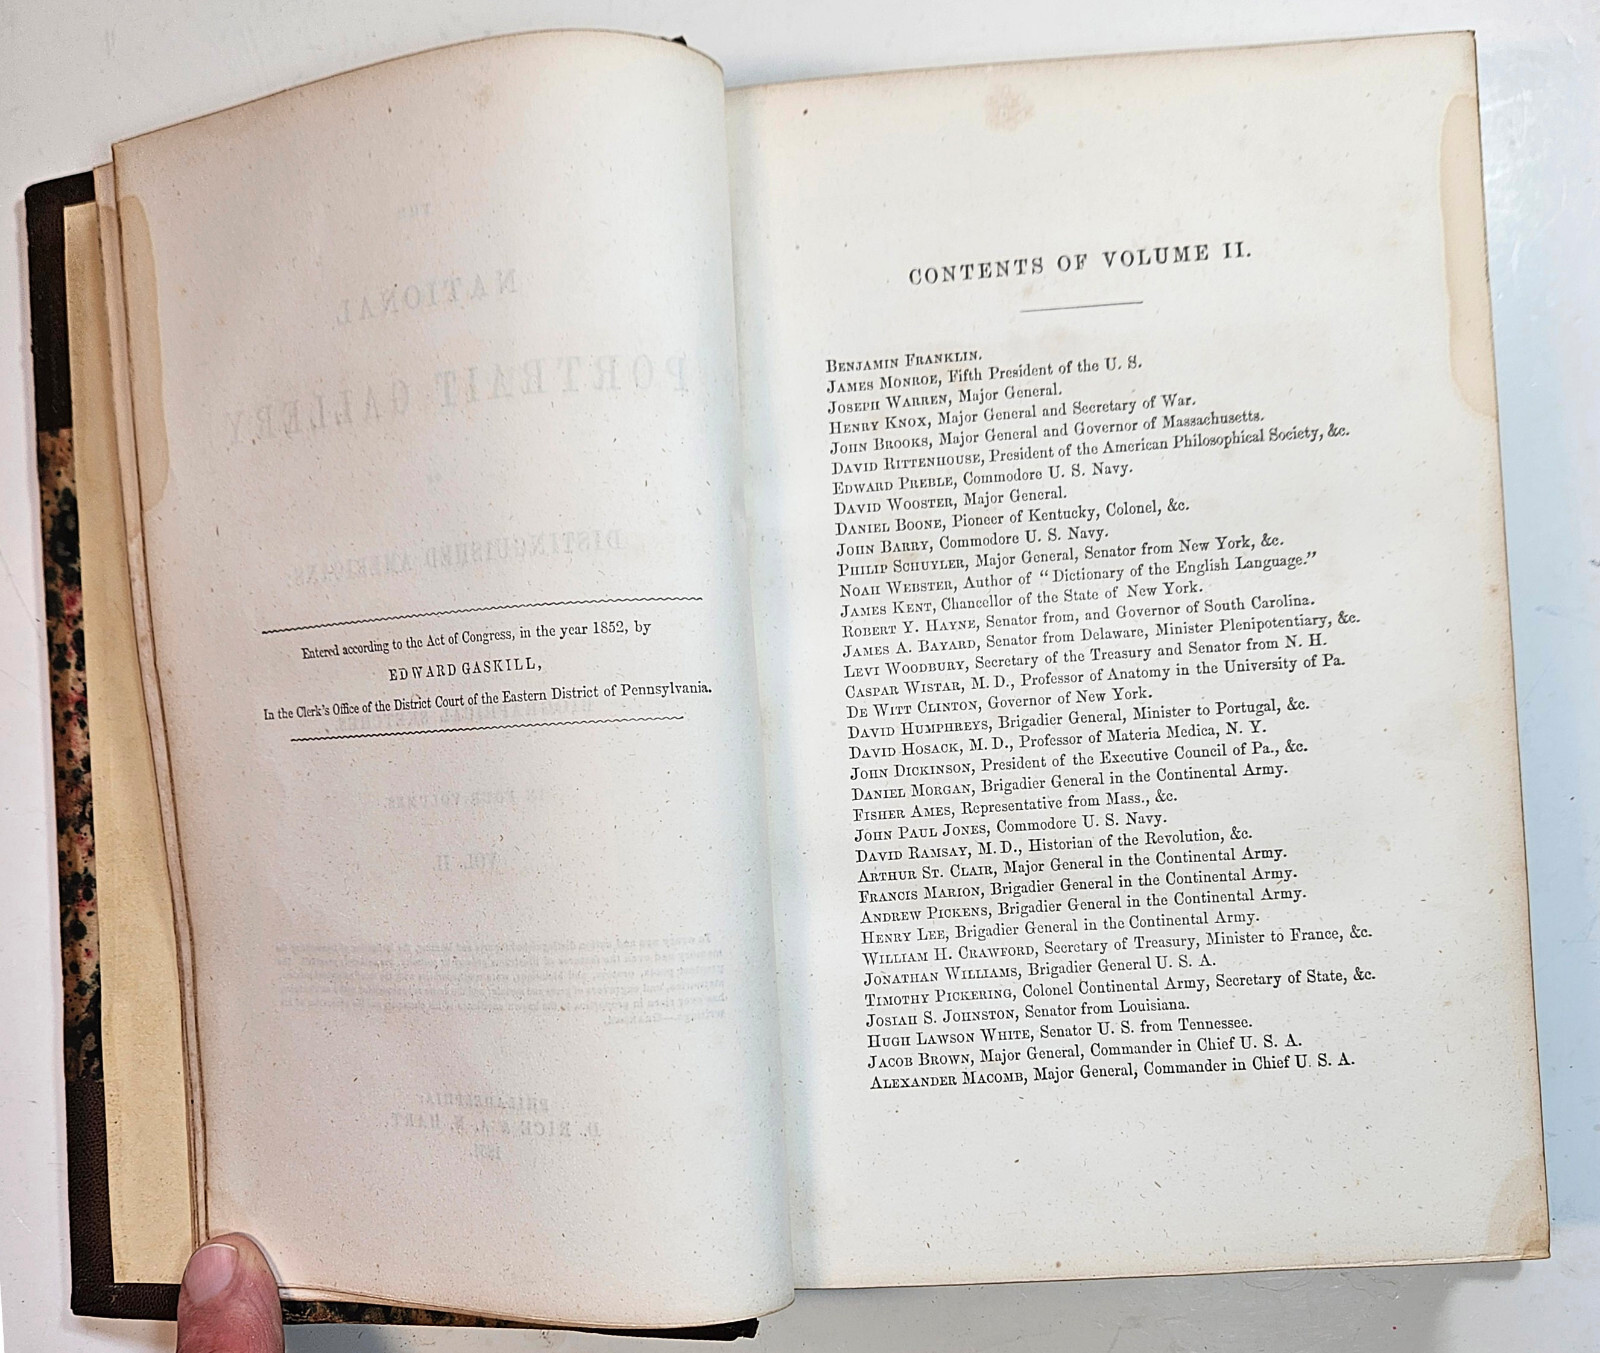 Entered according to the Act of Congress, in the year 1852, by
EDWARD GASKILL,
In the Clerk's Office of the District Court of the Eastern District of Pennsylvania.
CONTENTS OF VOLUME II.
BENJAMIN FRANKLIN.
JAMES MONROE, Fifth President of the U. S.
JOSEPH WARREN, Major General.
HENRY KNOX, Major General and Secretary of War.
JOHN BROOKS, Major General and Governor of Massachusetts.
DAVID RITTENHOUSE, President of the American Philosophical Society, &c.
EDWARD PREBLE, Commodore U. S. Navy.
DAVID WOOSTER, Major General.
DANIEL BOONE, Pioneer of Kentucky, Colonel, &c.
JOHN BARRY, Commodore U. S. Navy.
PHILIP SCHUYLER, Major General, Senator from New York, &c.
NOAH WEBSTER, Author of "Dictionary of the English Language."
JAMES KENT, Chancellor of the State of New York.
ROBERT Y. HAYNE, Senator from, and Governor of South Carolina.
JAMES A. BAYARD, Senator from Delaware, Minister Plenipotentiary, &c.
LEVI WOODBURY, Secretary of the Treasury and Senator from N. H.
CASPAR WISTAR, M. D., Professor of Anatomy in the University of Pa.
DE WITT CLINTON, Governor of New York.
DAVID HUMPHREYS, Brigadier General, Minister to Portugal, &c.
DAVID HOSACK, M. D., Professor of Materia Medica, N. Y.
JOHN DICKINSON, President of the Executive Council of Pa., &c.
DANIEL MORGAN, Brigadier General in the Continental Army.
FISHER AMES, Representative from Mass., &c.
JOHN PAUL JONES, Commodore U. S. Navy.
DAVID RAMSAY, M. D., Historian of the Revolution, &c.
ARTHUR ST. CLAIR, Major General in the Continental Army.
FRANCIS MARION, Brigadier General in the Continental Army.
ANDREW PICKENS, Brigadier General in the Continental Army.
HENRY LEE, Brigadier General in the Continental Army.
WILLIAM H. CRAWFORD, Secretary of Treasury, Minister to France, &c.
JONATHAN WILLIAMS, Brigadier General U. S. A.
TIMOTHY PICKERING, Colonel Continental Army, Secretary of State, &c.
JOSIAH S. JOHNSTON, Senator from Louisiana.
HUGH LAWSON WHITE, Senator U. S. from Tennessee.
JACOB BROWN, Major General, Commander in Chief U. S. A.
ALEXANDER MACOMB, Major General, Commander in Chief U. S. A.